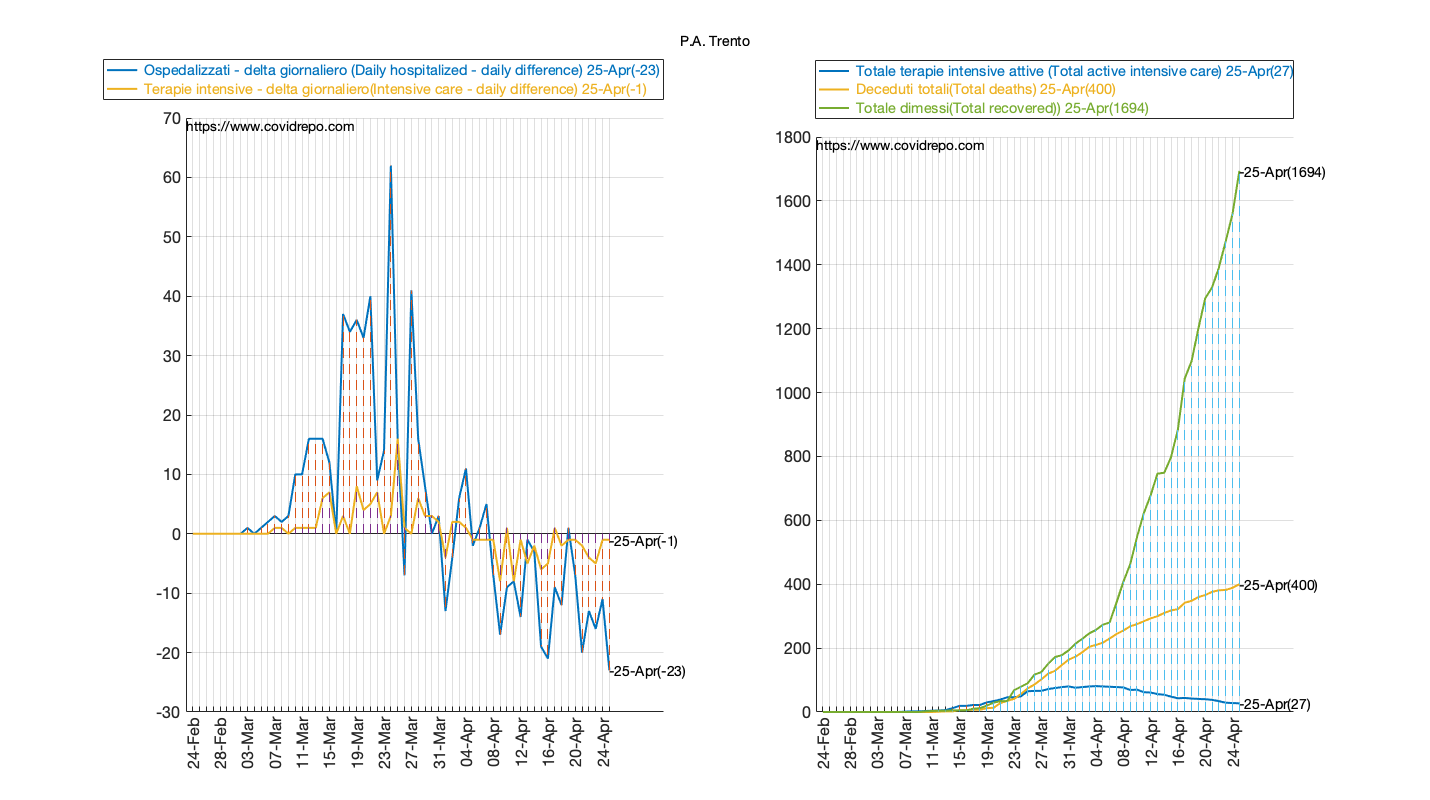 P.A. Trento
Ospedalizzati - delta giornaliero (Daily hospitalized - daily difference) 25-Apr(-23)
Terapie intensive - delta giornaliero(Intensive care - daily difference) 25-Apr(-1)
https://www.covidrepo.com
70
60
50
40
30
20
10
0
-10
-20
-30
-25-Apr(-1)
-25-Apr(-23)
24-Feb
28-Feb
03-Mar
07-Mar
11-Mar
15-Mar
19-Mar
23-Mar
27-Mar
31-Mar
04-Apr
08-Apr
12-Apr
16-Apr
20-Apr
24-Apr
Totale terapie intensive attive (Total active intensive care) 25-Apr(27)
Deceduti totali(Total deaths) 25-Apr(400)
Totale dimessi(Total recovered)) 25-Apr(1694)
https://www.covidrepo.com
1800
1600
1400
1200
1000
800
600
400
200
0
-25-Apr(1694)
-25-Apr(400)
-25-Apr(27)
24-Feb
28-Feb
03-Mar
07-Mar
11-Mar
15-Mar
19-Mar
23-Mar
27-Mar
31-Mar
04-Apr
08-Apr
12-Apr
16-Apr
20-Apr
24-Apr